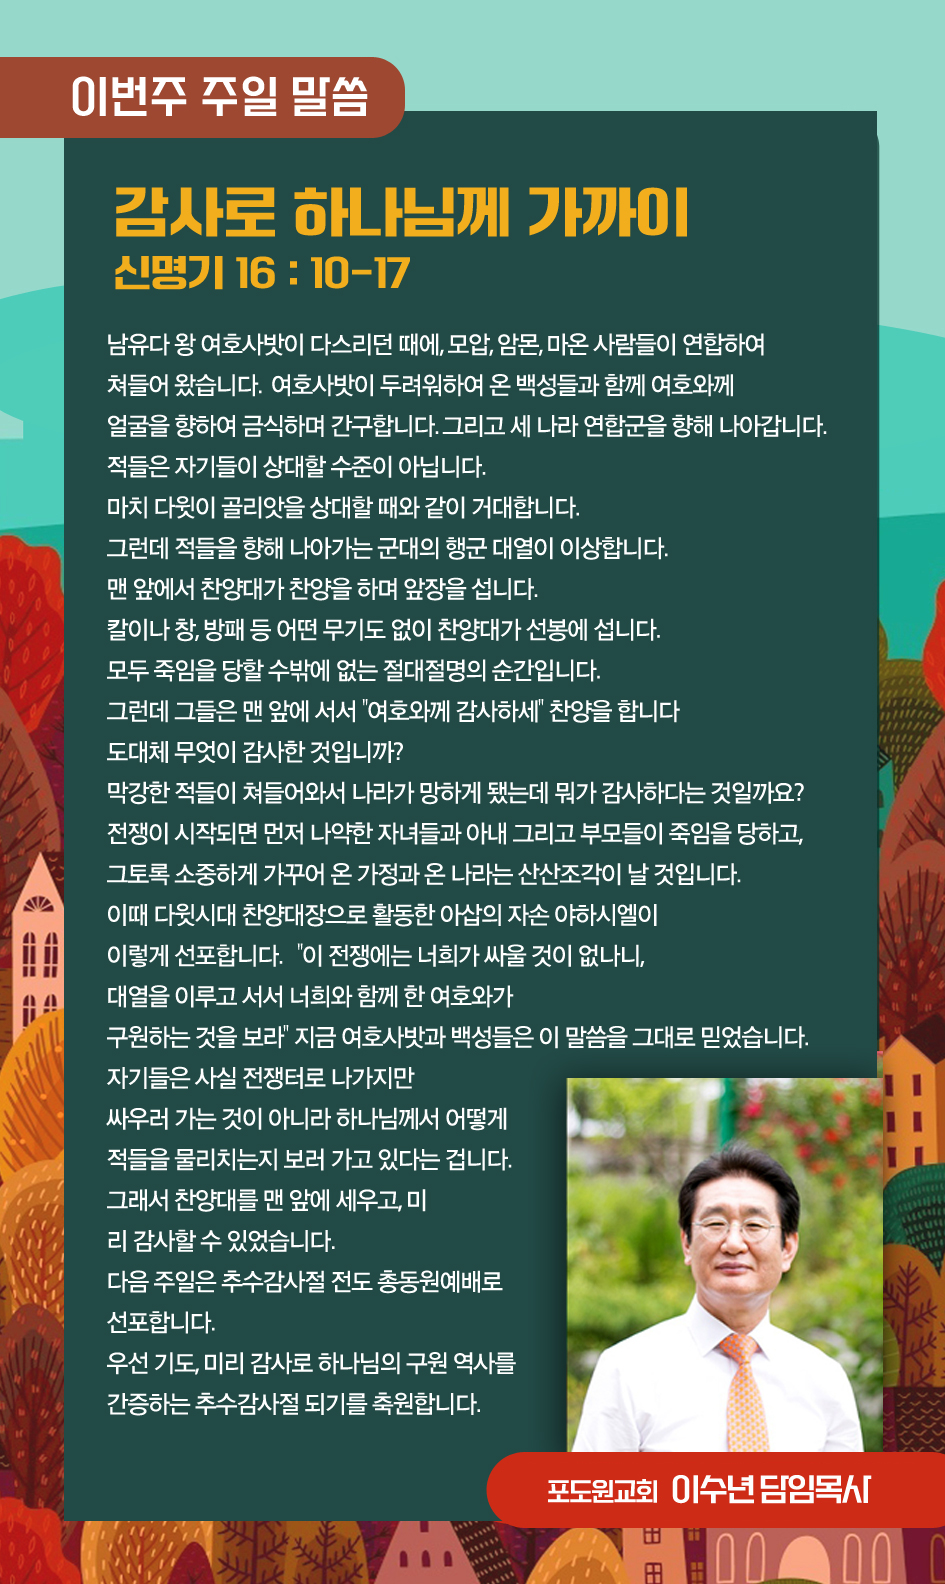 이번주 주일 말씀
감사로 하나님께 가까이
신명기 16 : 10-17
남유다 왕 여호사밧이 다스리던 때에, 모압, 암몬, 마온 사람들이 연합하여
쳐들어 왔습니다. 여호사밧이 두려워하여 온 백성들과 함께 여호와께
얼굴을 향하여 금식하며 간구합니다. 그리고 세 나라 연합군을 향해 나아갑니다.
적들은 자기들이 상대할 수준이 아닙니다.
마치 다윗이 골리앗을 상대할 때와 같이 거대합니다.
그런데 적들을 향해 나아가는 군대의 행군 대열이 이상합니다.
맨 앞에서 찬양대가 찬양을 하며 앞장을 섭니다.
칼이나 창, 방패 등 어떤 무기도 없이 찬양대가 선봉에 섭니다.
모두 죽임을 당할 수밖에 없는 절대절명의 순간입니다.
그런데 그들은 맨 앞에 서서 "여호와께 감사하세" 찬양을 합니다
도대체 무엇이 감사한 것입니까?
막강한 적들이 쳐들어와서 나라가 망하게 됐는데 뭐가 감사하다는 것일까요?
전쟁이 시작되면 먼저 나약한 자녀들과 아내 그리고 부모들이 죽임을 당하고,
그토록 소중하게 가꾸어 온 가정과 온 나라는 산산조각이 날 것입니다.
이때 다윗시대 찬양대장으로 활동한 아삽의 자손 야하시엘이
이렇게 선포합니다. "이 전쟁에는 너희가 싸울 것이 없나니,
대열을 이루고 서서 너희와 함께 한 여호와가
구원하는 것을 보라" 지금 여호사밧과 백성들은 이 말씀을 그대로 믿었습니다.
자기들은 사실 전쟁터로 나가지만
싸우러 가는 것이 아니라 하나님께서 어떻게
적들을 물리치는지 보러 가고 있다는 겁니다.
그래서 찬양대를 맨 앞에 세우고, 미
리 감사할 수 있었습니다.
다음 주일은 추수감사절 전도 총동원예배로
선포합니다.
우선 기도, 미리 감사로 하나님의 구원 역사를
간증하는 추수감사절 되기를 축원합니다.
포도원교회 이수년 담임목사